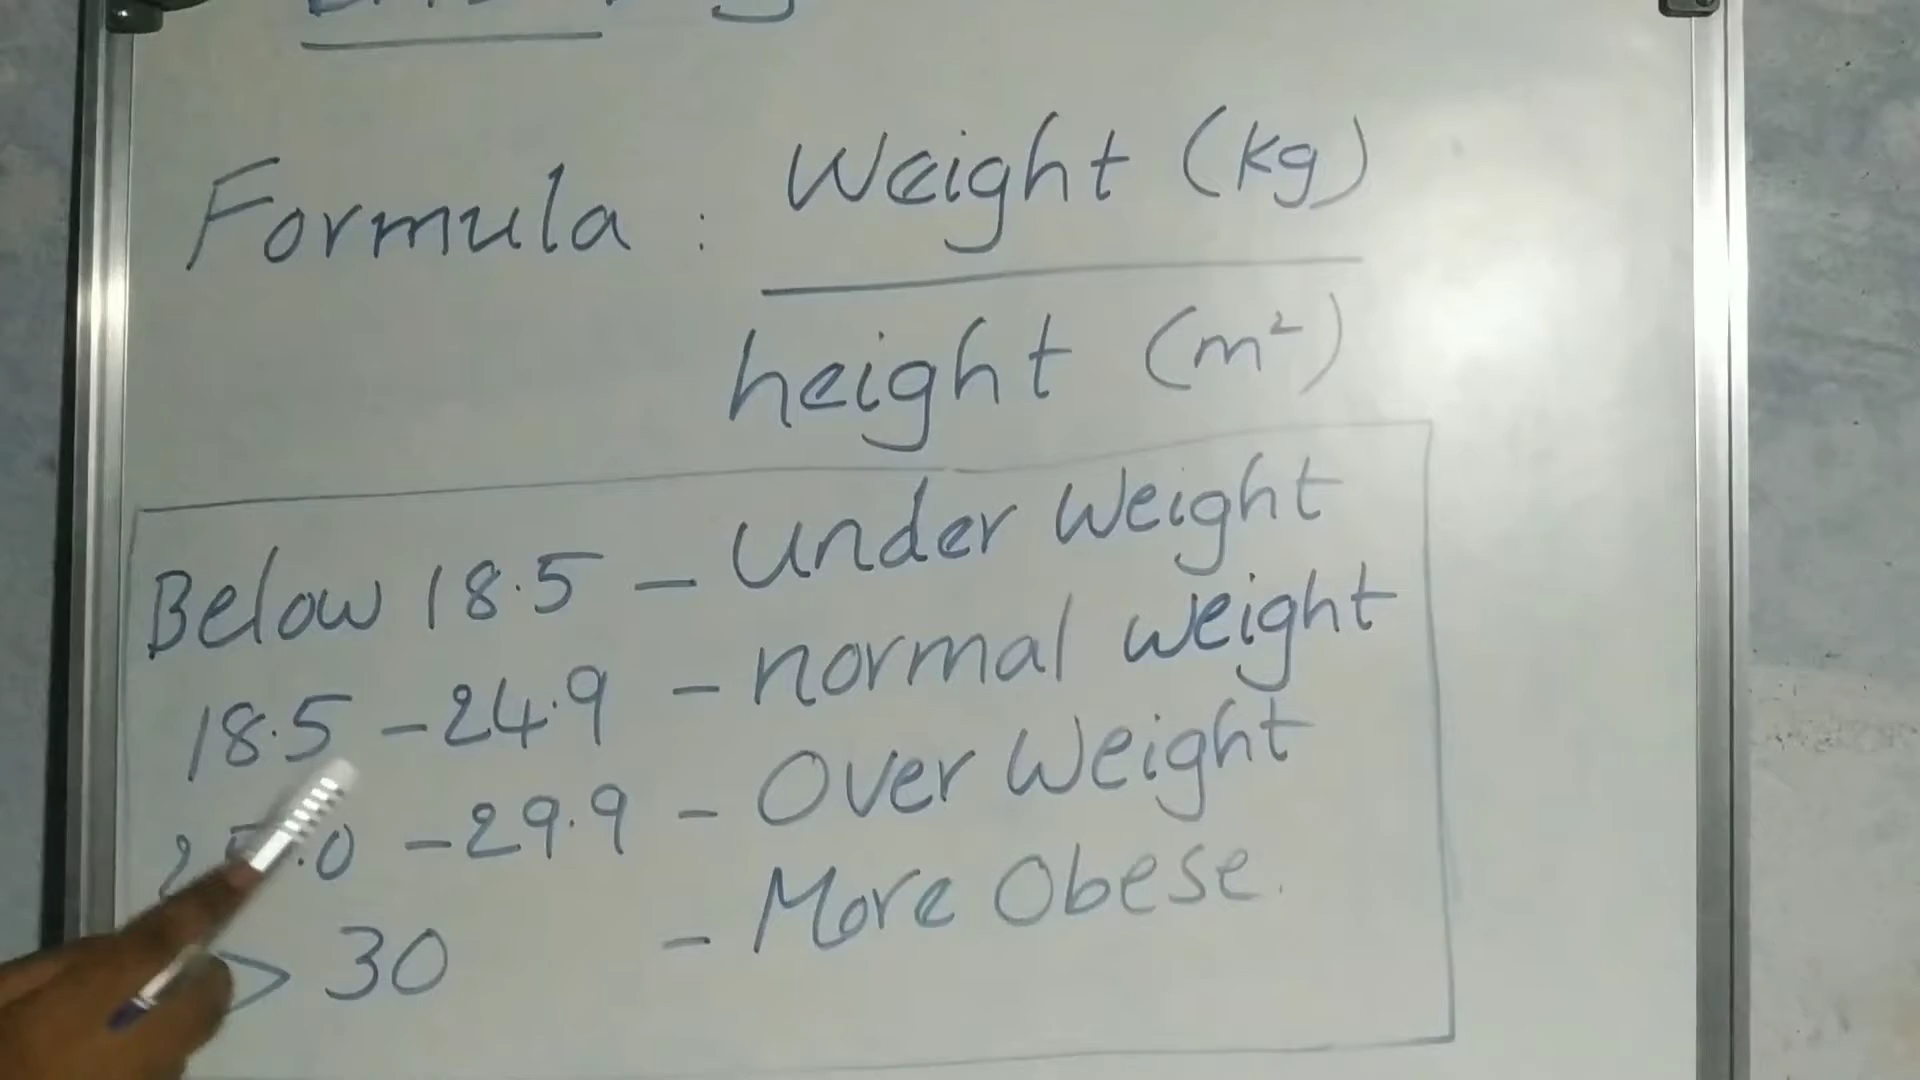 Formula : Weight (kg)
height (m²)
Below 18.5 - under weight
18.5 - 24.9 - normal weight
25.0 - 29.9 - Over Weight
> 30 - More Obese.